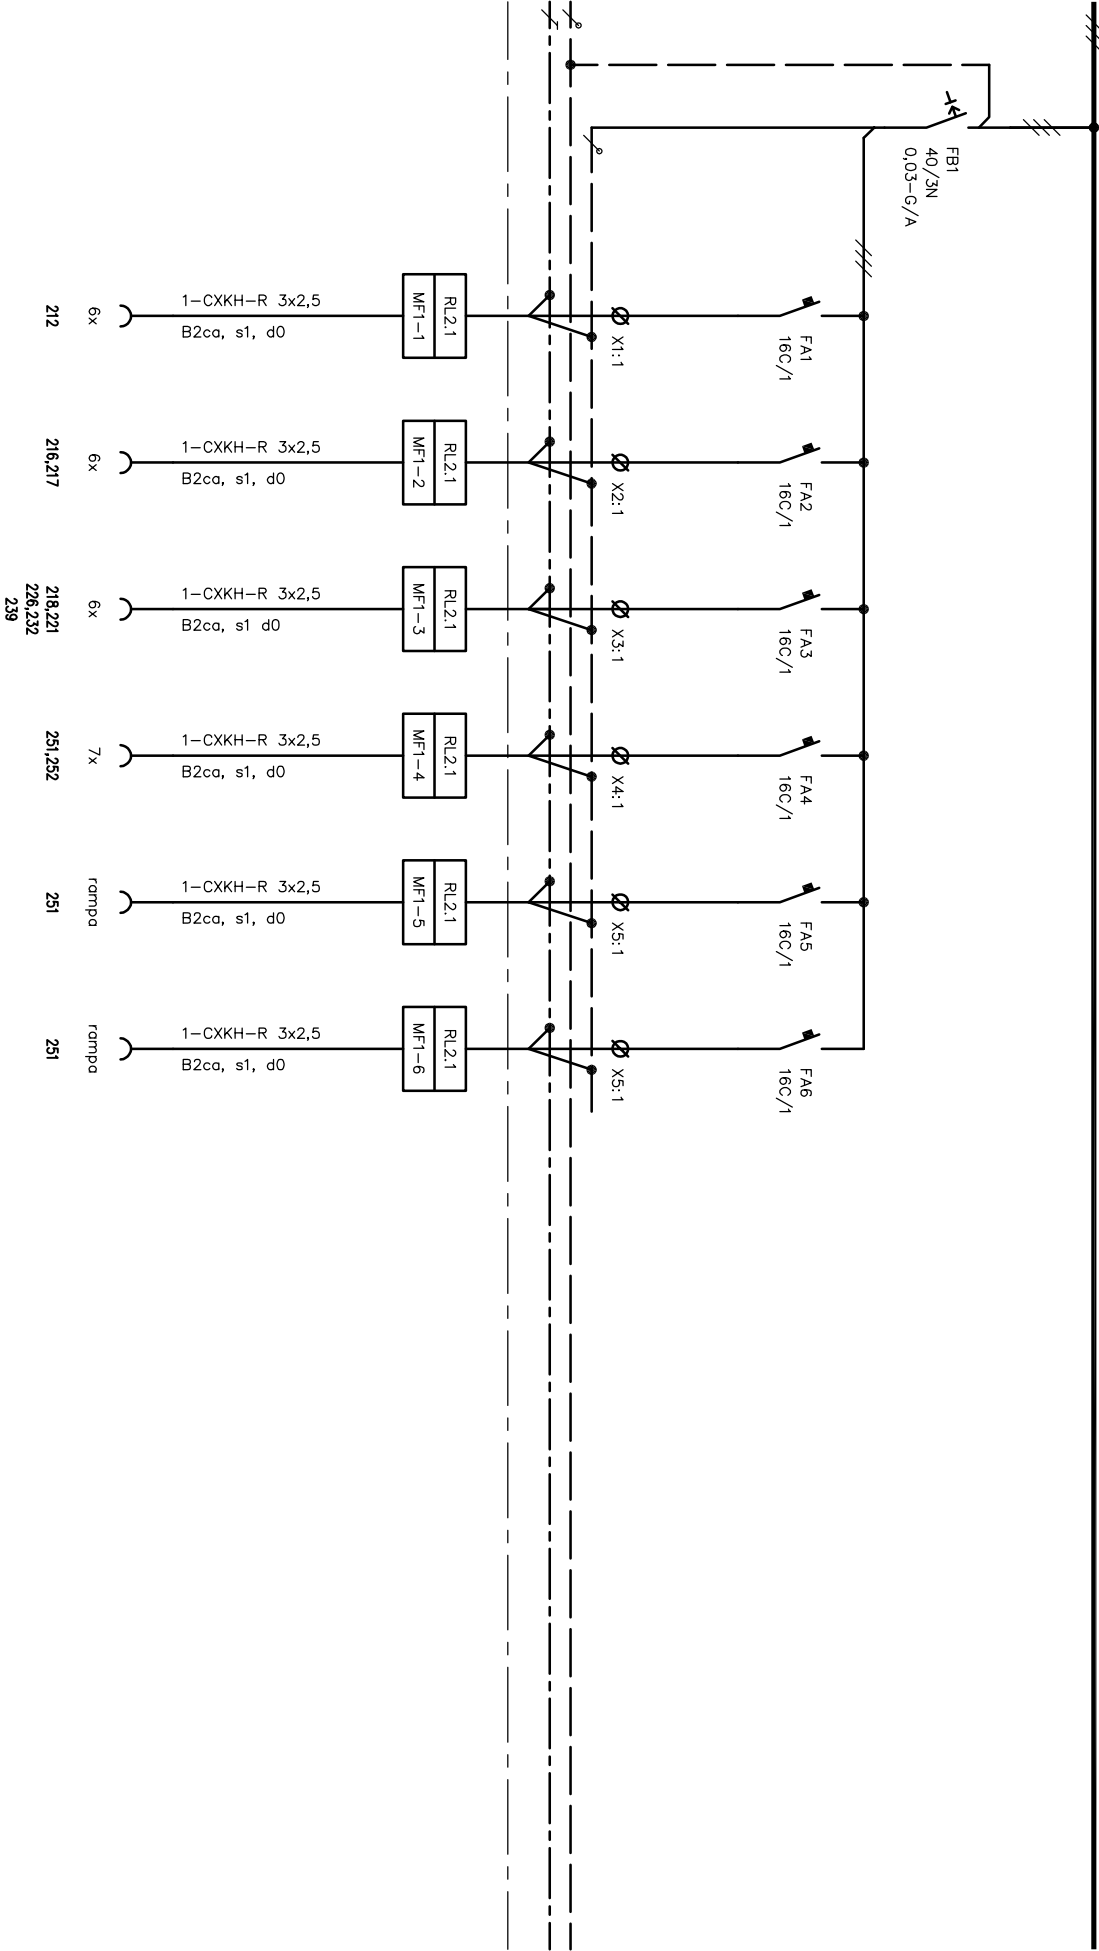 FB1
40/3N
0,03-G/A
FA1
16C/1
X1:1
RL2.1
MF1-1
1-CXKH-R 3x2,5
B2ca, s1, d0
6x
212
FA2
16C/1
X2:1
RL2.1
MF1-2
1-CXKH-R 3x2,5
B2ca, s1, d0
6x
216,217
FA3
16C/1
X3:1
RL2.1
MF1-3
1-CXKH-R 3x2,5
B2ca, s1 d0
6x
218,221
226,232
239
FA4
16C/1
X4:1
RL2.1
MF1-4
1-CXKH-R 3x2,5
B2ca, s1, d0
7x
251,252
FA5
16C/1
X5:1
RL2.1
MF1-5
1-CXKH-R 3x2,5
B2ca, s1, d0
rampa
251
FA6
16C/1
X5:1
RL2.1
MF1-6
1-CXKH-R 3x2,5
B2ca, s1, d0
rampa
251